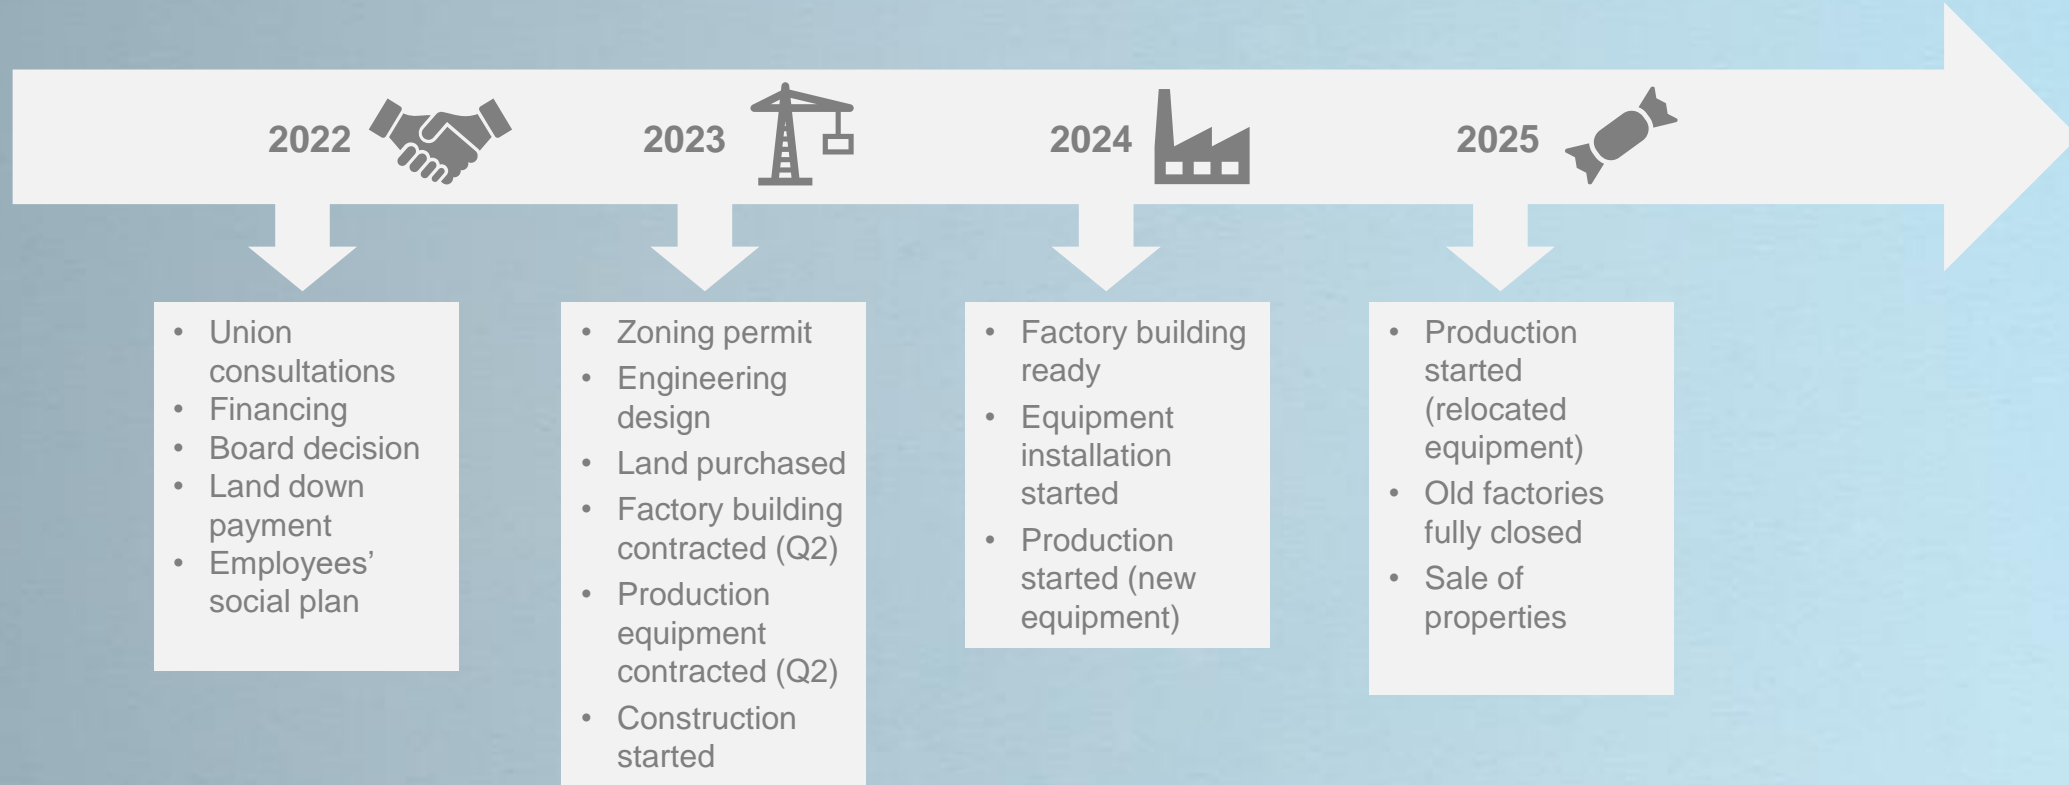 2022
2023
2024
2025
• Union
consultations
• Financing
• Board decision
• Land down
payment
• Employees’
social plan
• Zoning permit
• Engineering
design
• Land purchased
• Factory building
contracted (Q2)
• Production
equipment
contracted (Q2)
• Construction
started
• Factory building
ready
• Equipment
installation
started
• Production
started (new
equipment)
• Production
started
(relocated
equipment)
• Old factories
fully closed
• Sale of
properties